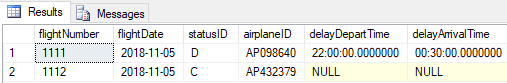 Results Messages
flightNumber flightDate statusID airplaneID delayDepartTime delayArrivalTime
1 1111 2018-11-05 D AP098640 22:00:00.0000000 00:30:00.0000000
2 1112 2018-11-05 C AP432379 NULL NULL